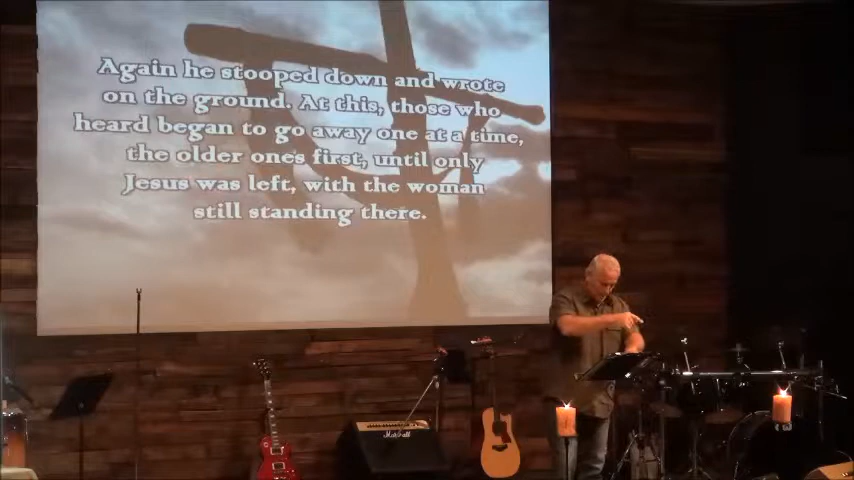 Again he stooped down and wrote
on the ground. At this, those who
heard began to go away one at a time,
the older ones first, until only
Jesus was left, with the woman
still standing there.
Marshall